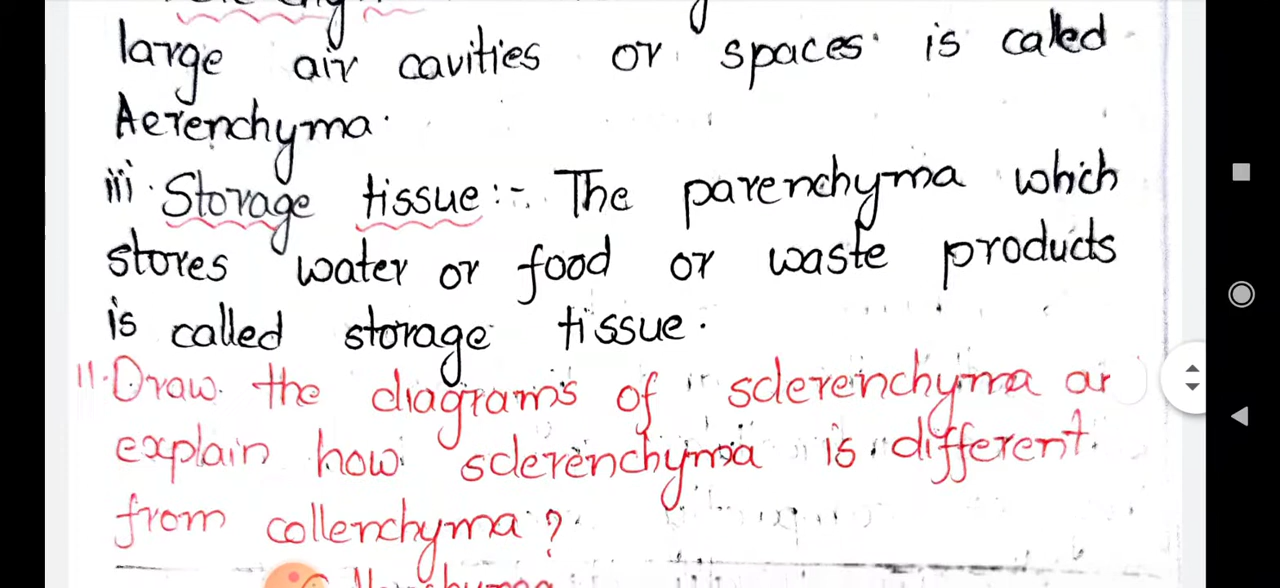 large air cavities or spaces is called
Aerenchyma.
iii. Storage tissue:- The parenchyma which
stores water or food or waste products
is called storage tissue.
11. Draw the diagrams of sclerenchyma an
explain how sclerenchyma is different
from collenchyma?